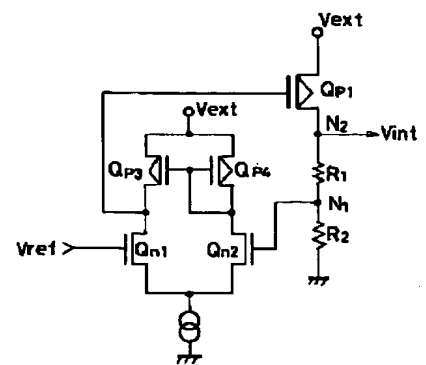 Vext
QP1
Vext
N2
Vint
QP3
QP4
R1
N1
Vref
Qn1
Qn2
R2